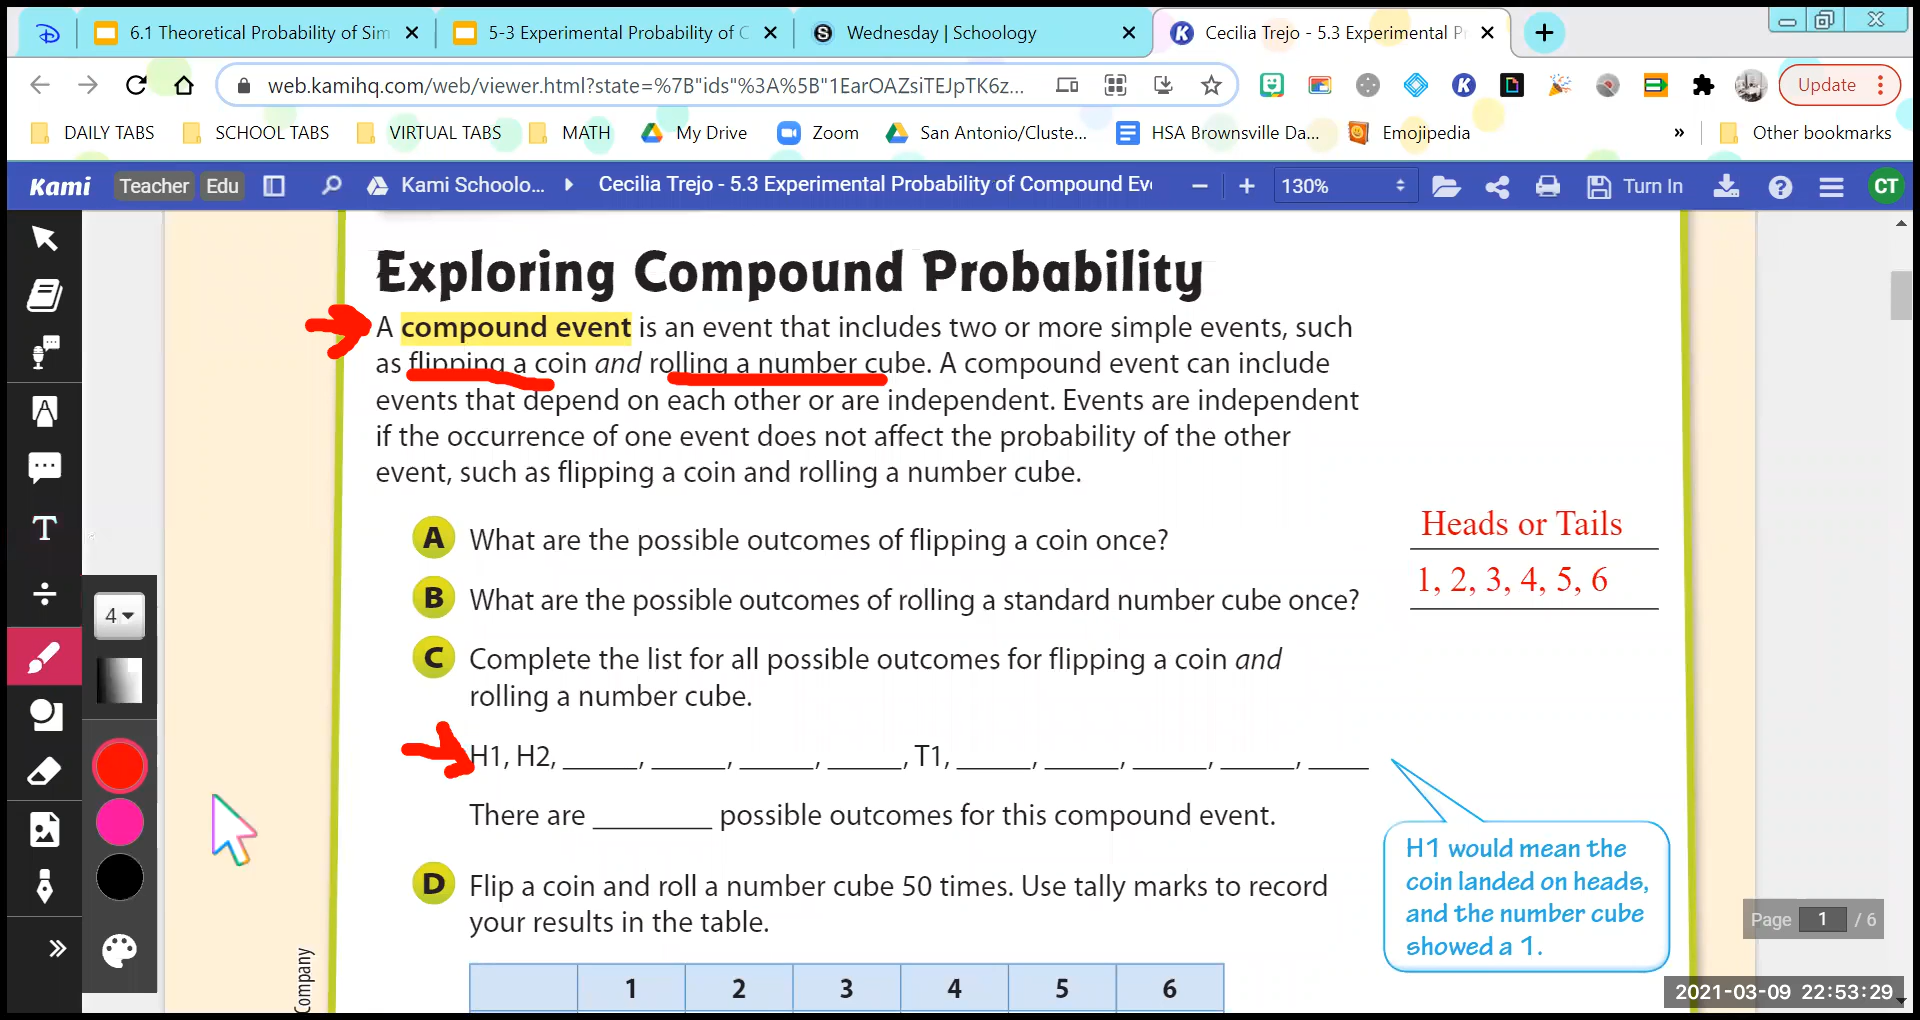 6.1 Theoretical Probability of Sim
5-3 Experimental Probability of C
Wednesday | Schoology
Cecilia Trejo - 5.3 Experimental P
web.kamihq.com/web/viewer.html?state=%7B"ids"%3A%5B"1EarOAZsiTEJpTK6z...
Update
DAILY TABS
SCHOOL TABS
VIRTUAL TABS
MATH
My Drive
Zoom
San Antonio/Cluste...
HSA Brownsville Da...
Emojipedia
»
Other bookmarks
Kami
Teacher
Edu
Kami Schoolo...
Cecilia Trejo - 5.3 Experimental Probability of Compound Eve
130%
Turn In
CT
Exploring Compound Probability
A compound event is an event that includes two or more simple events, such
as flipping a coin and rolling a number cube. A compound event can include
events that depend on each other or are independent. Events are independent
if the occurrence of one event does not affect the probability of the other
event, such as flipping a coin and rolling a number cube.
A What are the possible outcomes of flipping a coin once?
Heads or Tails
B What are the possible outcomes of rolling a standard number cube once?
1, 2, 3, 4, 5, 6
C Complete the list for all possible outcomes for flipping a coin and
rolling a number cube.
H1, H2, _____, _____, _____, _____, T1, _____, _____, _____, _____, _____
There are ________ possible outcomes for this compound event.
H1 would mean the
coin landed on heads,
and the number cube
showed a 1.
D Flip a coin and roll a number cube 50 times. Use tally marks to record
your results in the table.
1 2 3 4 5 6
4
Company
Page 1 / 6
2021-03-09 22:53:29